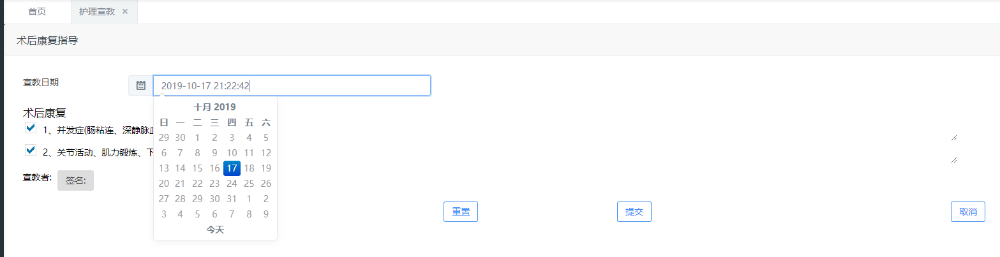 首页 护理宣教 ×
术后康复指导
宣教日期 2019-10-17 21:22:42
十月 2019
日 一 二 三 四 五 六
29 30 1 2 3 4 5
6 7 8 9 10 11 12
13 14 15 16 17 18 19
20 21 22 23 24 25 26
27 28 29 30 31 1 2
3 4 5 6 7 8 9
今天
术后康复
1、并发症(肠粘连、深静脉
2、关节活动、肌力锻炼、下
宣教者: 签名:
重置 提交 取消